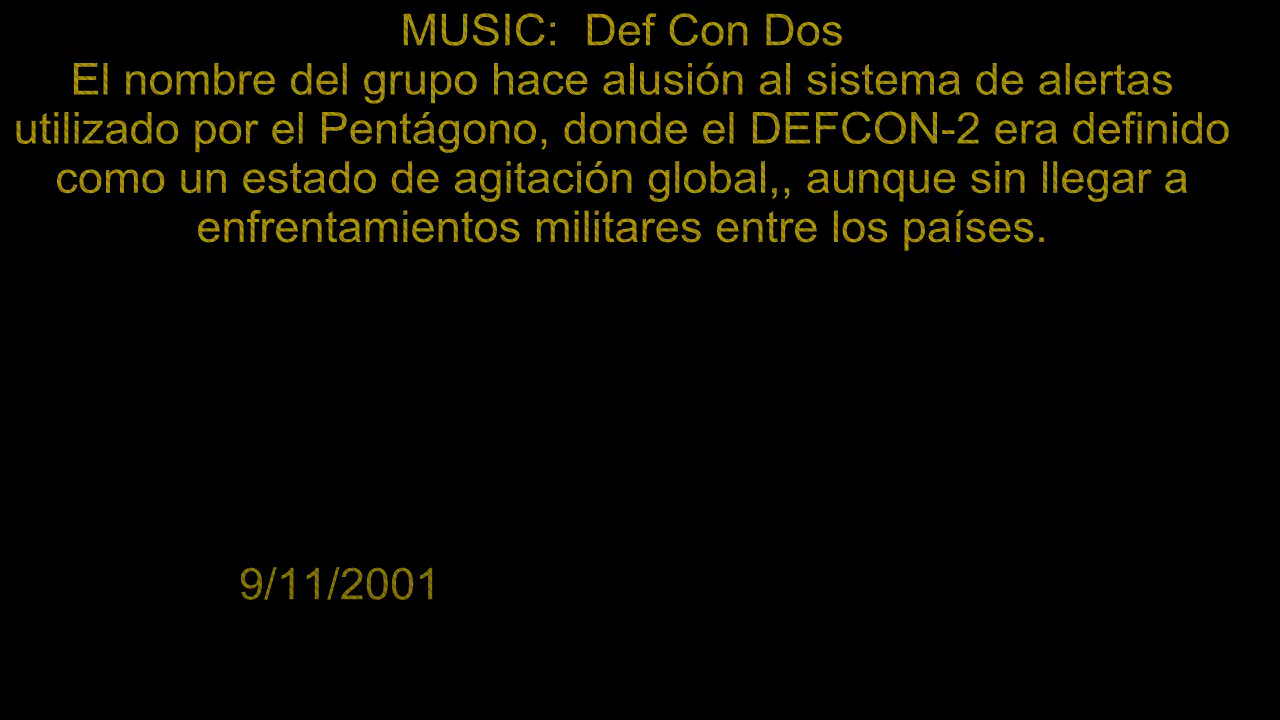 MUSIC:  Def Con Dos
El nombre del grupo hace alusión al sistema de alertas
utilizado por el Pentágono, donde el DEFCON-2 era definido
como un estado de agitación global,, aunque sin llegar a
enfrentamientos militares entre los países.
9/11/2001